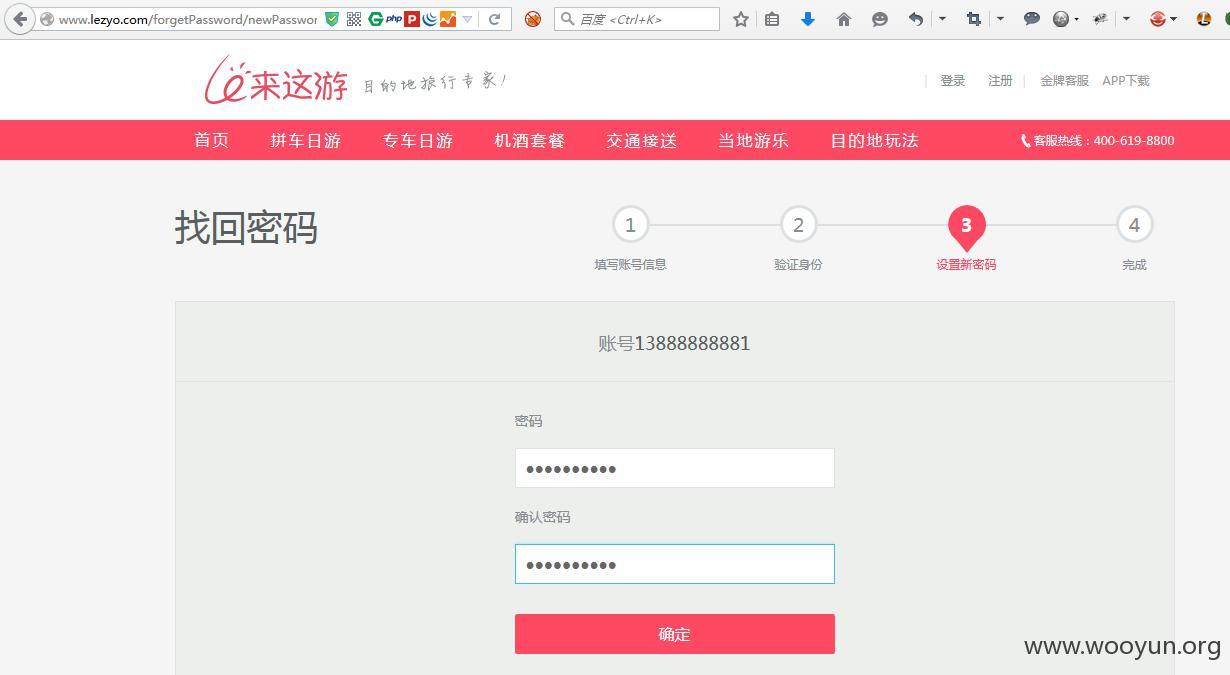 www.lezyo.com/forgetPassword/newPasswor
百度 <Ctrl+K>
来这游 目的地旅行专家!
登录 注册 金牌客服 APP下载
首页 拼车日游 专车日游 机酒套餐 交通接送 当地游乐 目的地玩法 客服热线：400-619-8800
找回密码
1 2 3 4
填写账号信息 验证身份 设置新密码 完成
账号13888888881
密码
●●●●●●●●●●
确认密码
●●●●●●●●●●
确定
www.wooyun.org